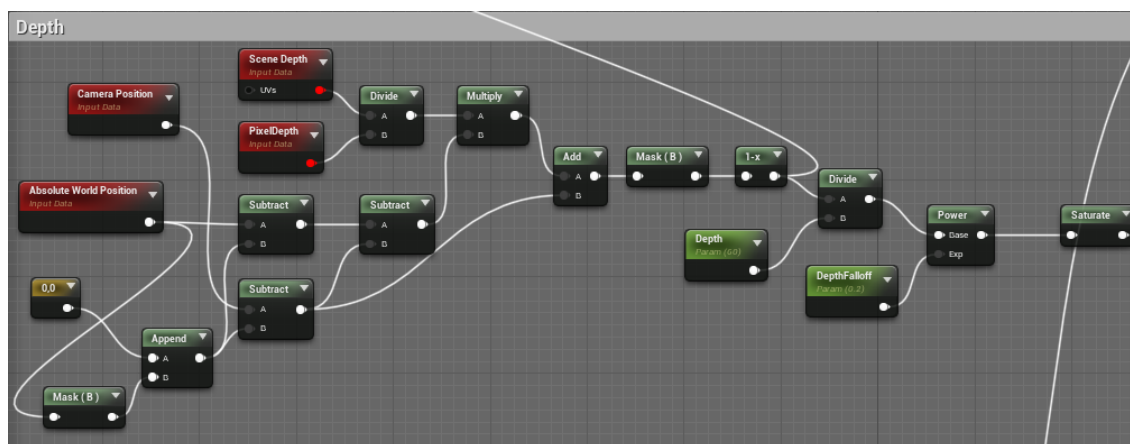 Depth
Scene Depth
Input Data
UVs
Camera Position
Input Data
Divide
A
B
Multiply
A
B
PixelDepth
Input Data
Add
A
B
Mask ( B )
1-x
Divide
A
B
Absolute World Position
Input Data
Subtract
A
B
Subtract
A
B
Power
Base
Exp
Saturate
Depth
Param (60)
DepthFalloff
Param (0.2)
0,0
Subtract
A
B
Append
A
B
Mask ( B )